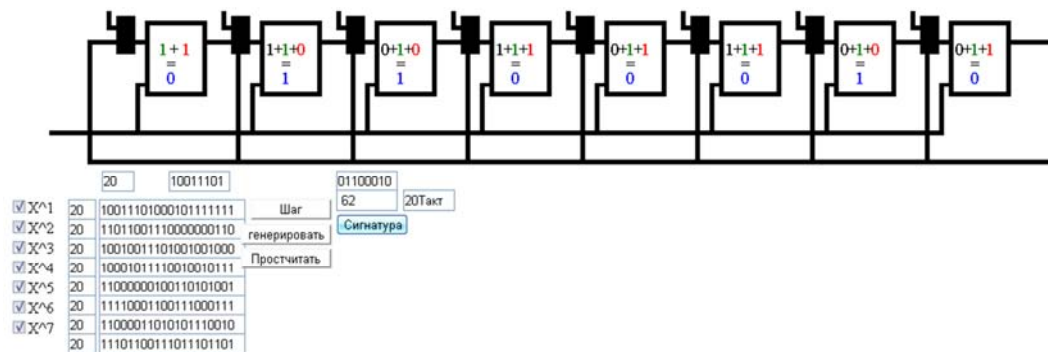 1 + 1 = 0
1+1+0 = 1
0+1+0 = 1
1+1+1 = 0
0+1+1 = 0
1+1+1 = 0
0+1+0 = 1
0+1+1 = 0
20 10011101 01100010
62 20Такт
X^1 20 10011101000101111111 Шаг
X^2 20 11011001110000000110 генерировать Сигнатура
X^3 20 10010011101001001000 Простчитать
X^4 20 10001011110010010111
X^5 20 11000000100110101001
X^6 20 11110001100111000111
X^7 20 11000011010101110010
20 11101100111011101101